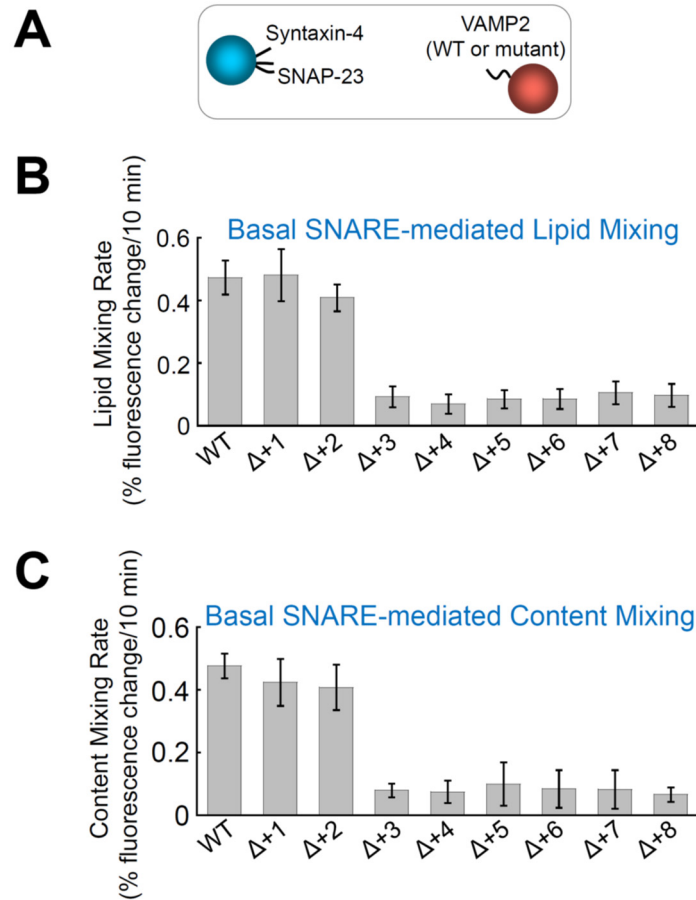 A
Syntaxin-4
SNAP-23
VAMP2
(WT or mutant)
B
Basal SNARE-mediated Lipid Mixing
Lipid Mixing Rate
(% fluorescence change/10 min)
0.6
0.4
0.2
0
WT
Δ+1
Δ+2
Δ+3
Δ+4
Δ+5
Δ+6
Δ+7
Δ+8
C
Basal SNARE-mediated Content Mixing
Content Mixing Rate
(% fluorescence change/10 min)
0.6
0.4
0.2
0
WT
Δ+1
Δ+2
Δ+3
Δ+4
Δ+5
Δ+6
Δ+7
Δ+8